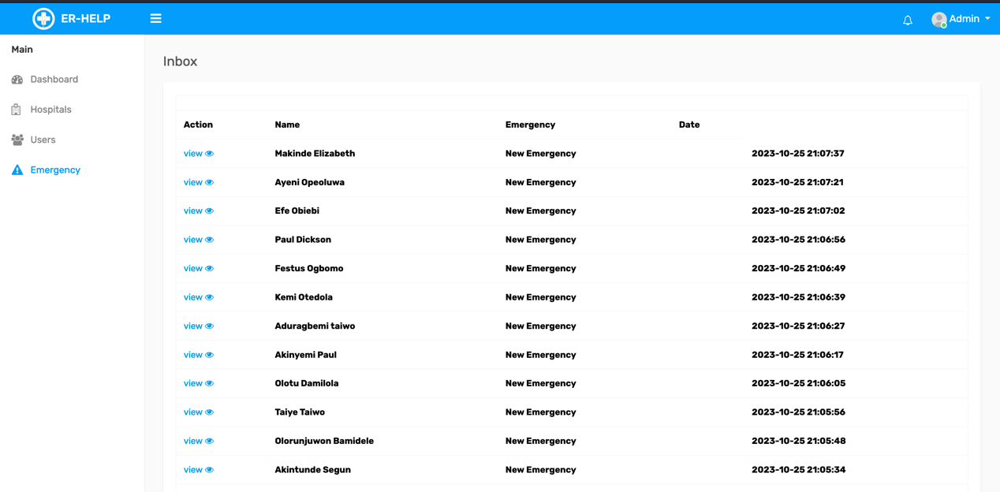 ER-HELP
Admin
Main
Dashboard
Hospitals
Users
Emergency
Inbox
Action Name Emergency Date
view Makinde Elizabeth New Emergency 2023-10-25 21:07:37
view Ayeni Opeoluwa New Emergency 2023-10-25 21:07:21
view Efe Obiebi New Emergency 2023-10-25 21:07:02
view Paul Dickson New Emergency 2023-10-25 21:06:56
view Festus Ogbomo New Emergency 2023-10-25 21:06:49
view Kemi Otedola New Emergency 2023-10-25 21:06:39
view Aduragbemi taiwo New Emergency 2023-10-25 21:06:27
view Akinyemi Paul New Emergency 2023-10-25 21:06:17
view Olotu Damilola New Emergency 2023-10-25 21:06:05
view Taiye Taiwo New Emergency 2023-10-25 21:05:56
view Olorunjuwon Bamidele New Emergency 2023-10-25 21:05:48
view Akintunde Segun New Emergency 2023-10-25 21:05:34